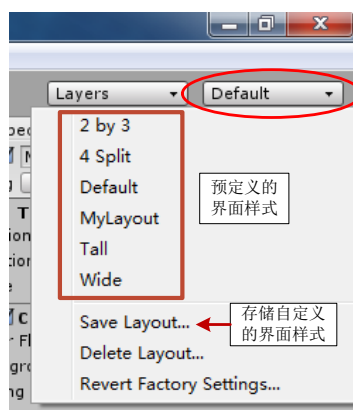 Layers Default
2 by 3
4 Split
Default
MyLayout
Tall
Wide
预定义的
界面样式
Save Layout...
存储自定义
的界面样式
Delete Layout...
Revert Factory Settings...